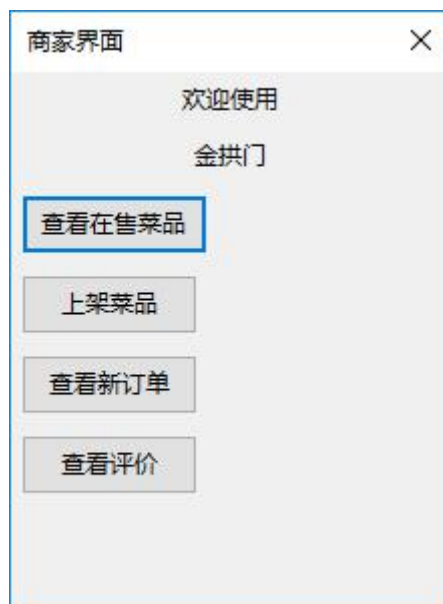 商家界面
欢迎使用
金拱门
查看在售菜品
上架菜品
查看新订单
查看评价